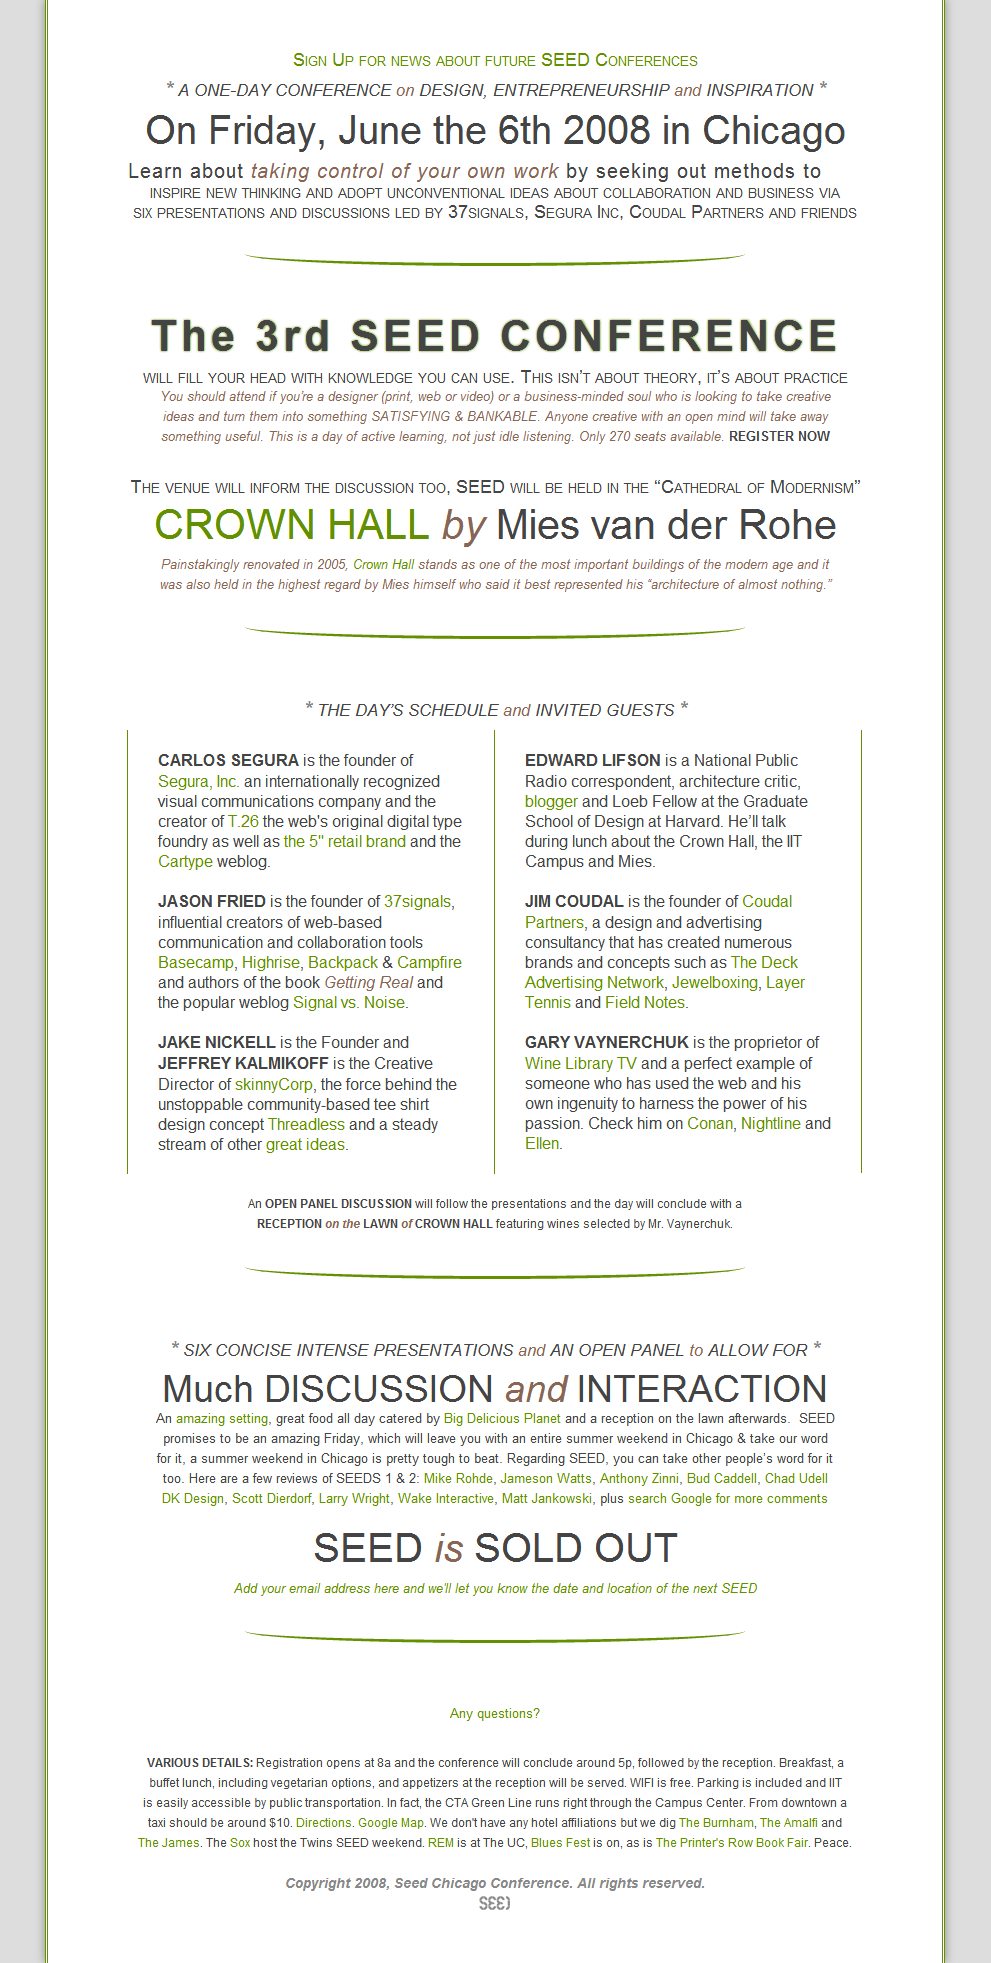 Sign Up for news about future SEED Conferences
* A ONE-DAY CONFERENCE on DESIGN, ENTREPRENEURSHIP and INSPIRATION *
On Friday, June the 6th 2008 in Chicago
Learn about taking control of your own work by seeking out methods to
inspire new thinking and adopt unconventional ideas about collaboration and business via
six presentations and discussions led by 37signals, Segura Inc, Coudal Partners and friends
The 3rd SEED CONFERENCE
will fill your head with knowledge you can use. This isn’t about theory, it’s about practice
You should attend if you're a designer (print, web or video) or a business-minded soul who is looking to take creative
ideas and turn them into something SATISFYING & BANKABLE. Anyone creative with an open mind will take away
something useful. This is a day of active learning, not just idle listening. Only 270 seats available. REGISTER NOW
The venue will inform the discussion too, SEED will be held in the “Cathedral of Modernism”
CROWN HALL by Mies van der Rohe
Painstakingly renovated in 2005, Crown Hall stands as one of the most important buildings of the modern age and it
was also held in the highest regard by Mies himself who said it best represented his “architecture of almost nothing.”
* THE DAY’S SCHEDULE and INVITED GUESTS *
CARLOS SEGURA is the founder of
Segura, Inc. an internationally recognized
visual communications company and the
creator of T.26 the web's original digital type
foundry as well as the 5" retail brand and the
Cartype weblog.
JASON FRIED is the founder of 37signals,
influential creators of web-based
communication and collaboration tools
Basecamp, Highrise, Backpack & Campfire
and authors of the book Getting Real and
the popular weblog Signal vs. Noise.
JAKE NICKELL is the Founder and
JEFFREY KALMIKOFF is the Creative
Director of skinnyCorp, the force behind the
unstoppable community-based tee shirt
design concept Threadless and a steady
stream of other great ideas.
EDWARD LIFSON is a National Public
Radio correspondent, architecture critic,
blogger and Loeb Fellow at the Graduate
School of Design at Harvard. He’ll talk
during lunch about the Crown Hall, the IIT
Campus and Mies.
JIM COUDAL is the founder of Coudal
Partners, a design and advertising
consultancy that has created numerous
brands and concepts such as The Deck
Advertising Network, Jewelboxing, Layer
Tennis and Field Notes.
GARY VAYNERCHUK is the proprietor of
Wine Library TV and a perfect example of
someone who has used the web and his
own ingenuity to harness the power of his
passion. Check him on Conan, Nightline and
Ellen.
An OPEN PANEL DISCUSSION will follow the presentations and the day will conclude with a
RECEPTION on the LAWN of CROWN HALL featuring wines selected by Mr. Vaynerchuk.
* SIX CONCISE INTENSE PRESENTATIONS and AN OPEN PANEL to ALLOW FOR *
Much DISCUSSION and INTERACTION
An amazing setting, great food all day catered by Big Delicious Planet and a reception on the lawn afterwards. SEED
promises to be an amazing Friday, which will leave you with an entire summer weekend in Chicago & take our word
for it, a summer weekend in Chicago is pretty tough to beat. Regarding SEED, you can take other people’s word for it
too. Here are a few reviews of SEEDS 1 & 2: Mike Rohde, Jameson Watts, Anthony Zinni, Bud Caddell, Chad Udell
DK Design, Scott Dierdorf, Larry Wright, Wake Interactive, Matt Jankowski, plus search Google for more comments
SEED is SOLD OUT
Add your email address here and we'll let you know the date and location of the next SEED
Any questions?
VARIOUS DETAILS: Registration opens at 8a and the conference will conclude around 5p, followed by the reception. Breakfast, a
buffet lunch, including vegetarian options, and appetizers at the reception will be served. WIFI is free. Parking is included and IIT
is easily accessible by public transportation. In fact, the CTA Green Line runs right through the Campus Center. From downtown a
taxi should be around $10. Directions. Google Map. We don't have any hotel affiliations but we dig The Burnham, The Amalfi and
The James. The Sox host the Twins SEED weekend. REM is at The UC, Blues Fest is on, as is The Printer's Row Book Fair. Peace.
Copyright 2008, Seed Chicago Conference. All rights reserved.
SEED